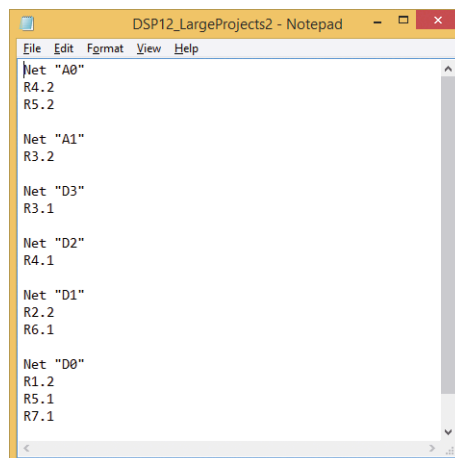 DSP12_LargeProjects2 - Notepad
File Edit Format View Help
Net "A0"
R4.2
R5.2
Net "A1"
R3.2
Net "D3"
R3.1
Net "D2"
R4.1
Net "D1"
R2.2
R6.1
Net "D0"
R1.2
R5.1
R7.1